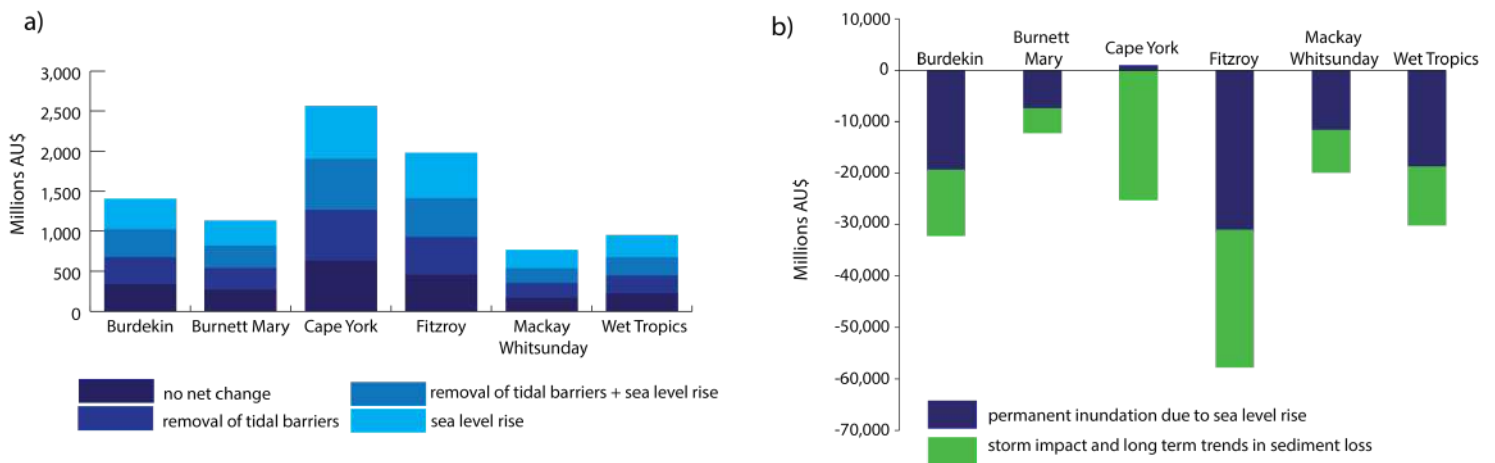 a)
Millions AU$
3,000
2,500
2,000
1,500
1,000
500
0
Burdekin
Burnett Mary
Cape York
Fitzroy
Mackay
Whitsunday
Wet Tropics
no net change
removal of tidal barriers
removal of tidal barriers + sea level rise
sea level rise
b)
Millions AU$
10,000
0
-10,000
-20,000
-30,000
-40,000
-50,000
-60,000
-70,000
Burdekin
Burnett
Mary
Cape York
Fitzroy
Mackay
Whitsunday
Wet Tropics
permanent inundation due to sea level rise
storm impact and long term trends in sediment loss